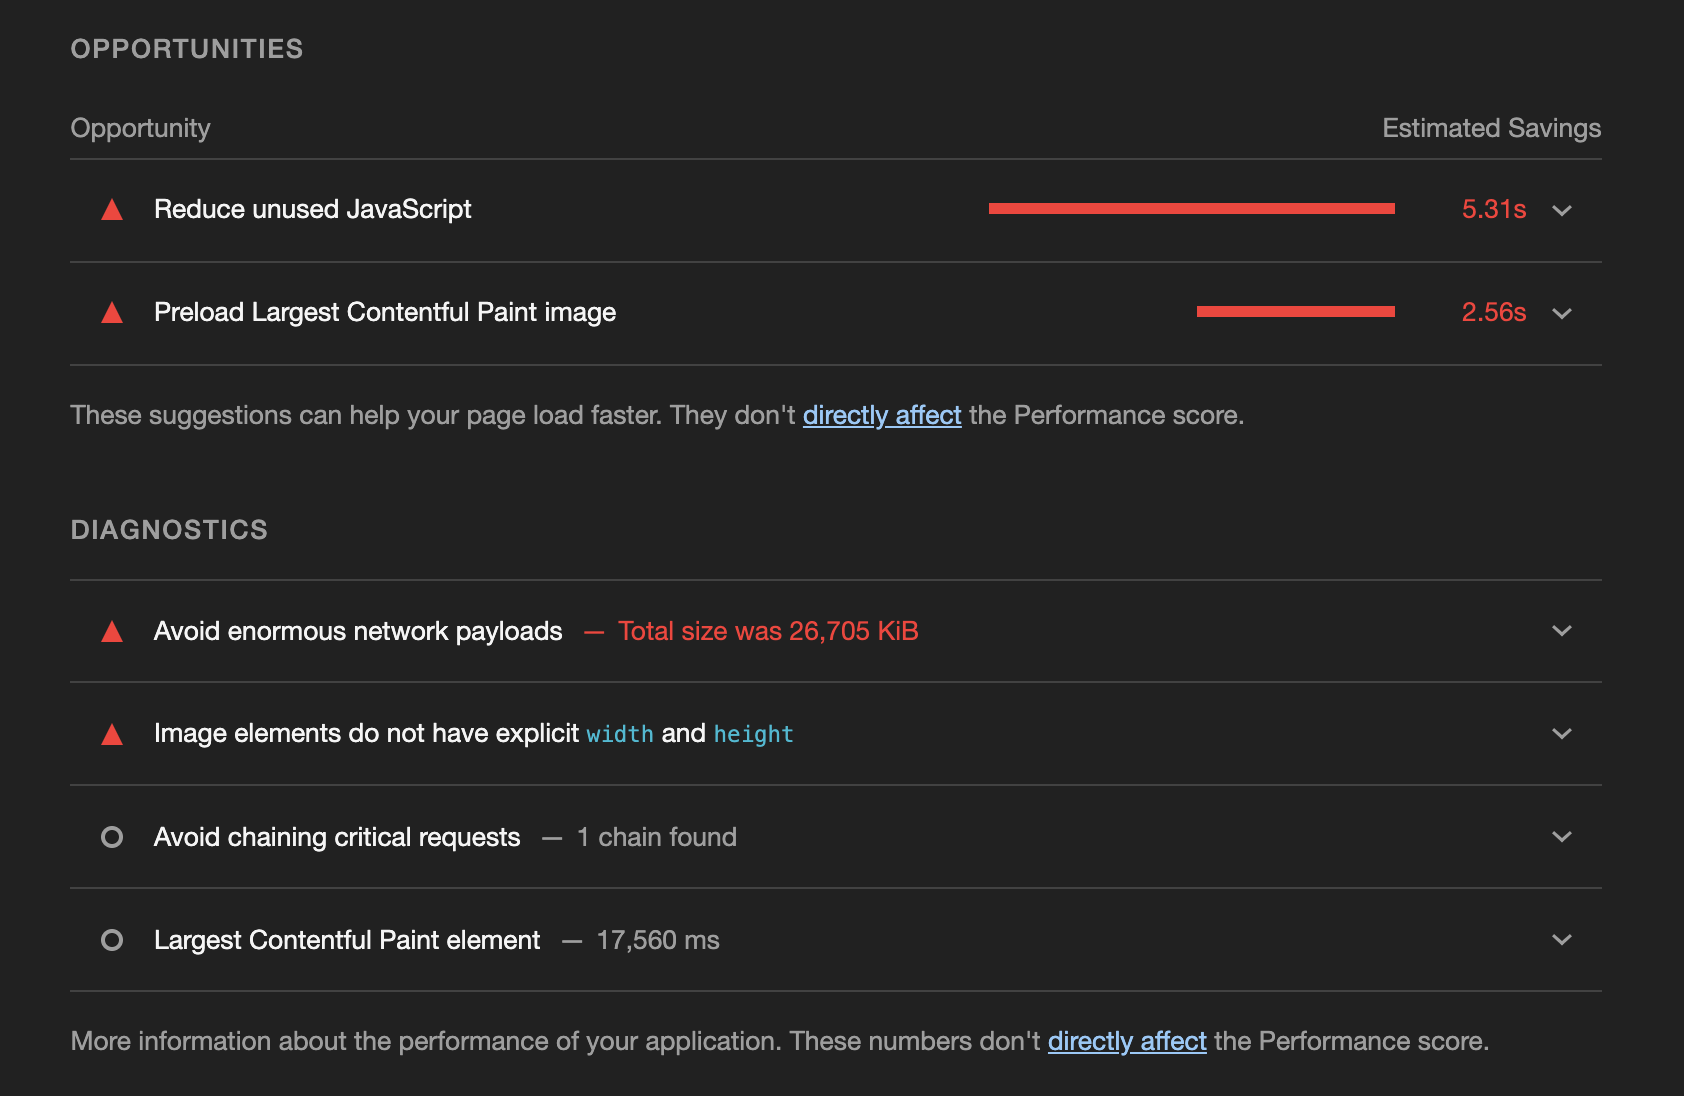 OPPORTUNITIES
Opportunity Estimated Savings
Reduce unused JavaScript 5.31s
Preload Largest Contentful Paint image 2.56s
These suggestions can help your page load faster. They don't directly affect the Performance score.
DIAGNOSTICS
Avoid enormous network payloads — Total size was 26,705 KiB
Image elements do not have explicit width and height
Avoid chaining critical requests — 1 chain found
Largest Contentful Paint element — 17,560 ms
More information about the performance of your application. These numbers don't directly affect the Performance score.